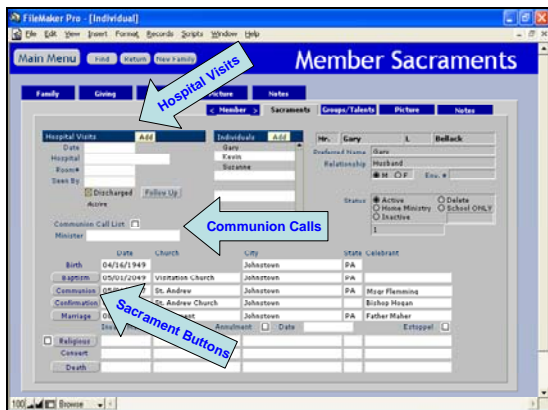 FileMaker Pro - [Individual]
File Edit View Insert Format Records Scripts Window Help
Main Menu Find Return New Family Member Sacraments
Family Giving Picture Notes
< Member > Sacraments Groups/Talents Picture Notes
Hospital Visits
Hospital Visits Add Individuals Add Mr. Gary L Bellack
Date Gary Preferred Name Gary
Hospital Kevin Relationship Husband
Room# Suzanne M F Env. #
Seen By
Discharged Follow Up Status Active Delete
Active Home Ministry School ONLY
Inactive
Communion Call List 1
Minister
Communion Calls
Date Church City State Celebrant
Birth 04/16/1949 Johnstown PA
Baptism 05/01/2049 Visitation Church Johnstown PA
Communion St. Andrew Johnstown PA Msgr Flemming
Confirmation St. Andrew Church Johnstown Bishop Hogan
Marriage Johnstown PA Father Maher
Annulment Date Estoppel
Sacrament Buttons
Religious
Convert
Death
100 Browse